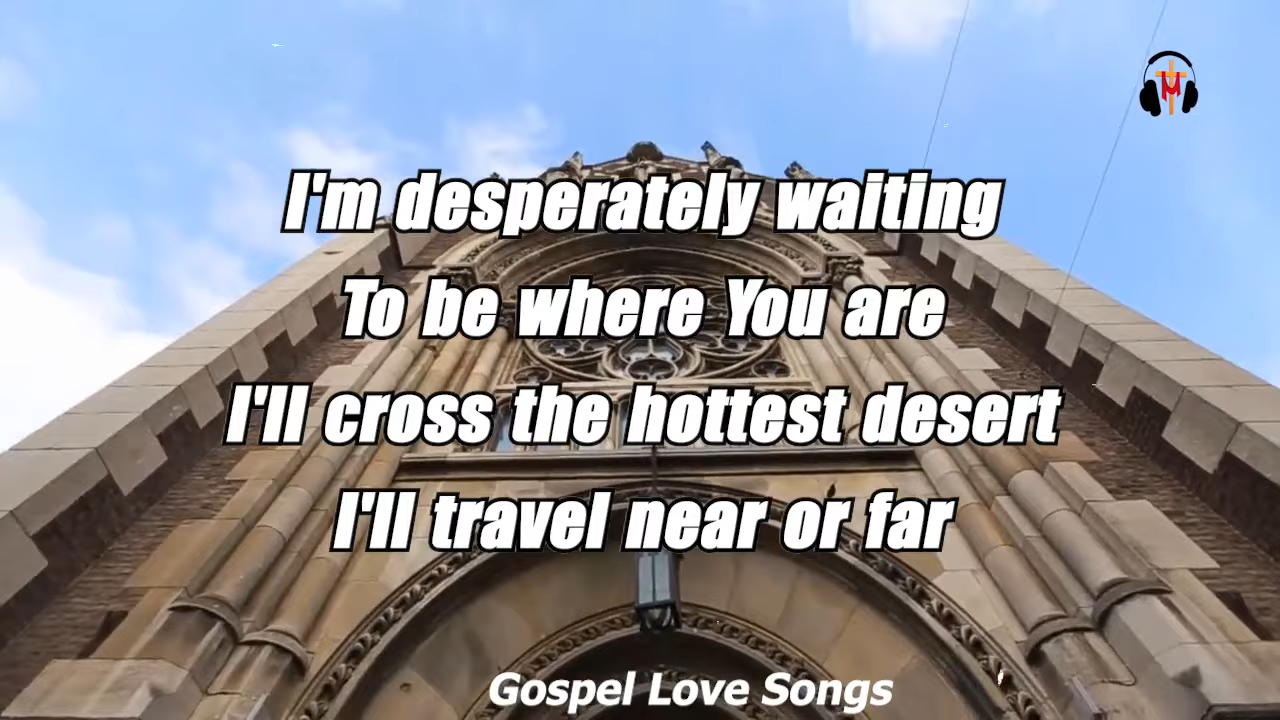 I'm desperately waiting
To be where You are
I'll cross the hottest desert
I'll travel near or far
Gospel Love Songs